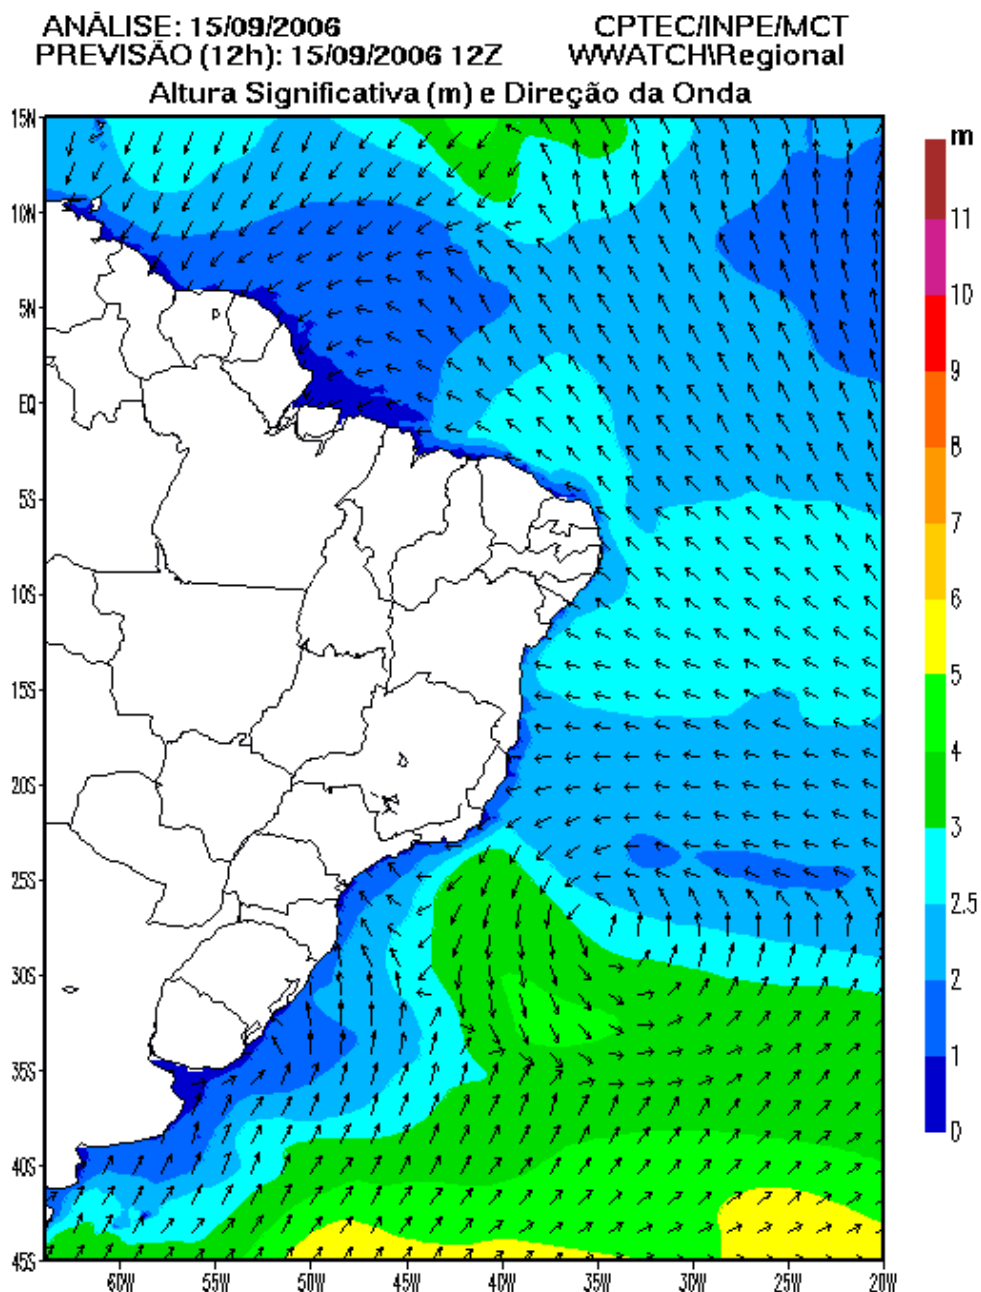 ANÁLISE: 15/09/2006 CPTEC/INPE/MCT
PREVISÃO (12h): 15/09/2006 12Z WWATCH\Regional
Altura Significativa (m) e Direção da Onda
m
15N
10N
5N
EQ
5S
10S
15S
20S
25S
30S
35S
40S
45S
60W 55W 50W 45W 40W 35W 30W 25W 20W
11
10
9
8
7
6
5
4
3
2.5
2
1
0